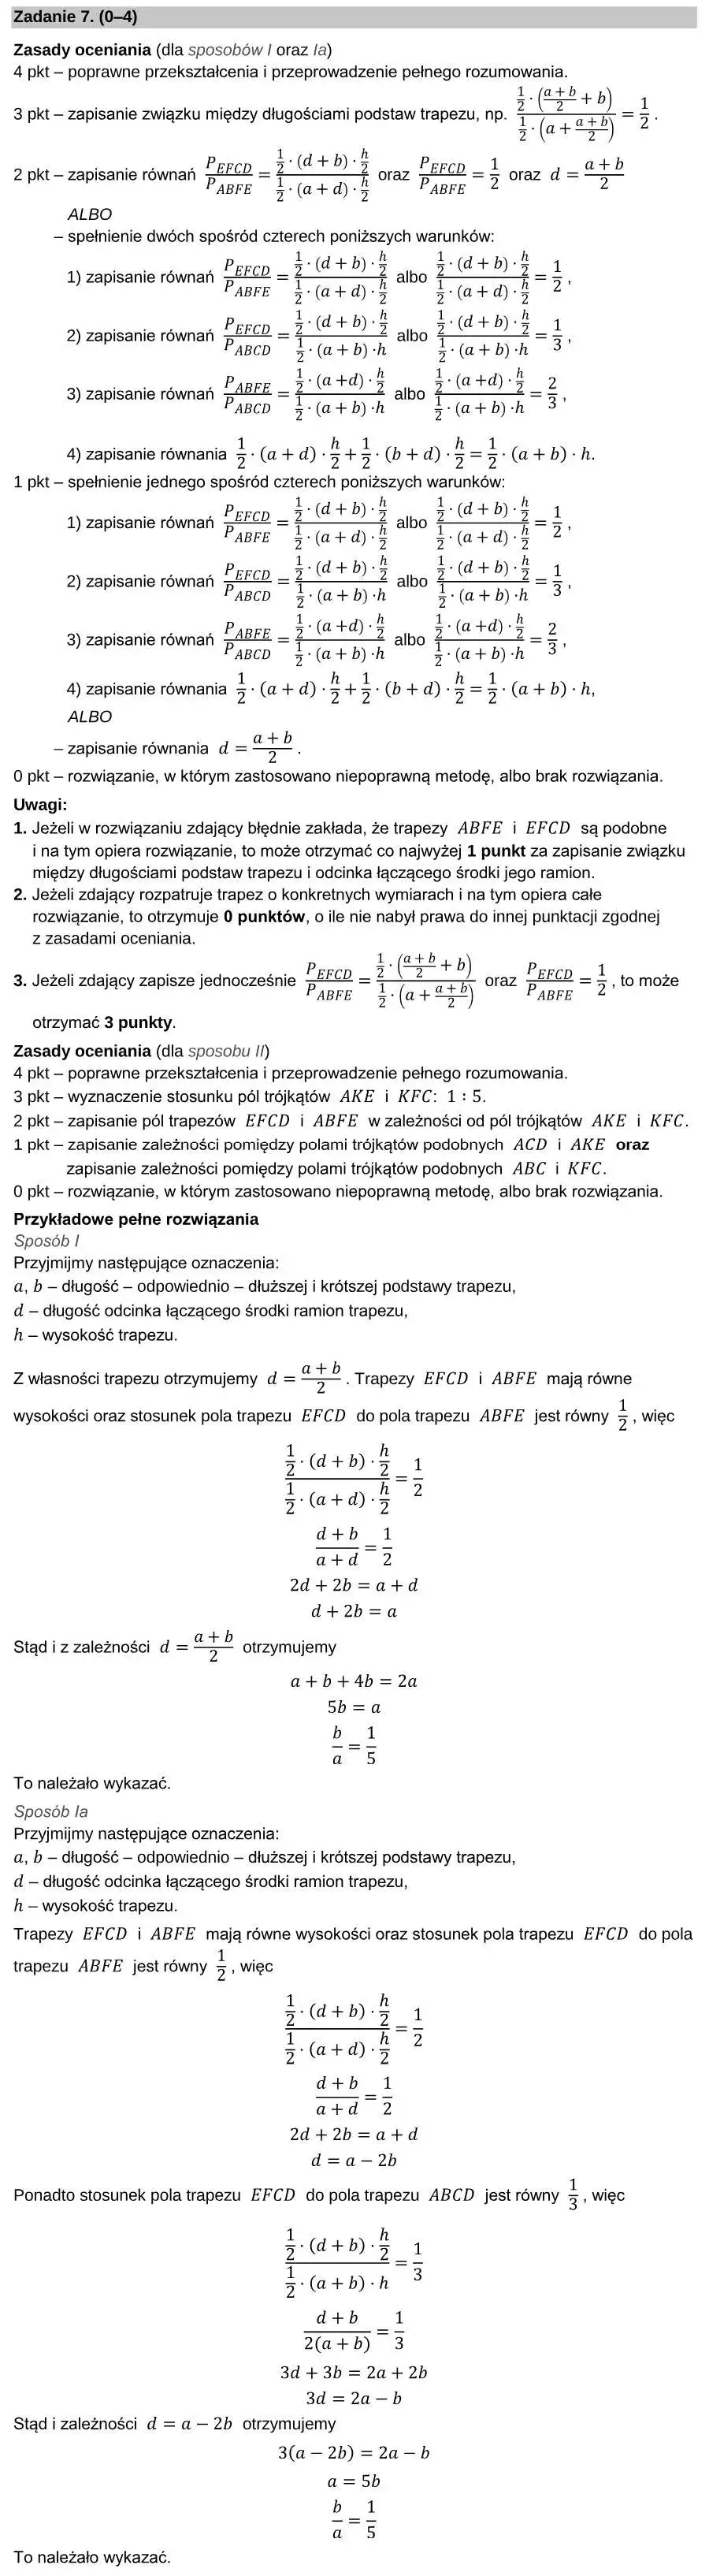 Zadanie 7. (0–4)
Zasady oceniania (dla sposobów I oraz Ia)
4 pkt – poprawne przekształcenia i przeprowadzenie pełnego rozumowania.
3 pkt – zapisanie związku między długościami podstaw trapezu, np. $\frac{\frac{1}{2}\cdot\left(\frac{a+b}{2}+b\right)}{\frac{1}{2}\cdot\left(a+\frac{a+b}{2}\right)}=\frac{1}{2}$ .
2 pkt – zapisanie równań $\frac{P_{EFCD}}{P_{ABFE}}=\frac{\frac{1}{2}\cdot(d+b)\cdot\frac{h}{2}}{\frac{1}{2}\cdot(a+d)\cdot\frac{h}{2}}$ oraz $\frac{P_{EFCD}}{P_{ABFE}}=\frac{1}{2}$ oraz $d=\frac{a+b}{2}$
ALBO
– spełnienie dwóch spośród czterech poniższych warunków:
1) zapisanie równań $\frac{P_{EFCD}}{P_{ABFE}}=\frac{\frac{1}{2}\cdot(d+b)\cdot\frac{h}{2}}{\frac{1}{2}\cdot(a+d)\cdot\frac{h}{2}}$ albo $\frac{\frac{1}{2}\cdot(d+b)\cdot\frac{h}{2}}{\frac{1}{2}\cdot(a+d)\cdot\frac{h}{2}}=\frac{1}{2}$ ,
2) zapisanie równań $\frac{P_{EFCD}}{P_{ABCD}}=\frac{\frac{1}{2}\cdot(d+b)\cdot\frac{h}{2}}{\frac{1}{2}\cdot(a+b)\cdot h}$ albo $\frac{\frac{1}{2}\cdot(d+b)\cdot\frac{h}{2}}{\frac{1}{2}\cdot(a+b)\cdot h}=\frac{1}{3}$ ,
3) zapisanie równań $\frac{P_{ABFE}}{P_{ABCD}}=\frac{\frac{1}{2}\cdot(a+d)\cdot\frac{h}{2}}{\frac{1}{2}\cdot(a+b)\cdot h}$ albo $\frac{\frac{1}{2}\cdot(a+d)\cdot\frac{h}{2}}{\frac{1}{2}\cdot(a+b)\cdot h}=\frac{2}{3}$ ,
4) zapisanie równania $\frac{1}{2}\cdot(a+d)\cdot\frac{h}{2}+\frac{1}{2}\cdot(b+d)\cdot\frac{h}{2}=\frac{1}{2}\cdot(a+b)\cdot h$.
1 pkt – spełnienie jednego spośród czterech poniższych warunków:
1) zapisanie równań $\frac{P_{EFCD}}{P_{ABFE}}=\frac{\frac{1}{2}\cdot(d+b)\cdot\frac{h}{2}}{\frac{1}{2}\cdot(a+d)\cdot\frac{h}{2}}$ albo $\frac{\frac{1}{2}\cdot(d+b)\cdot\frac{h}{2}}{\frac{1}{2}\cdot(a+d)\cdot\frac{h}{2}}=\frac{1}{2}$ ,
2) zapisanie równań $\frac{P_{EFCD}}{P_{ABCD}}=\frac{\frac{1}{2}\cdot(d+b)\cdot\frac{h}{2}}{\frac{1}{2}\cdot(a+b)\cdot h}$ albo $\frac{\frac{1}{2}\cdot(d+b)\cdot\frac{h}{2}}{\frac{1}{2}\cdot(a+b)\cdot h}=\frac{1}{3}$ ,
3) zapisanie równań $\frac{P_{ABFE}}{P_{ABCD}}=\frac{\frac{1}{2}\cdot(a+d)\cdot\frac{h}{2}}{\frac{1}{2}\cdot(a+b)\cdot h}$ albo $\frac{\frac{1}{2}\cdot(a+d)\cdot\frac{h}{2}}{\frac{1}{2}\cdot(a+b)\cdot h}=\frac{2}{3}$ ,
4) zapisanie równania $\frac{1}{2}\cdot(a+d)\cdot\frac{h}{2}+\frac{1}{2}\cdot(b+d)\cdot\frac{h}{2}=\frac{1}{2}\cdot(a+b)\cdot h$,
ALBO
– zapisanie równania $d=\frac{a+b}{2}$ .
0 pkt – rozwiązanie, w którym zastosowano niepoprawną metodę, albo brak rozwiązania.
Uwagi:
1. Jeżeli w rozwiązaniu zdający błędnie zakłada, że trapezy ABFE i EFCD są podobne
i na tym opiera rozwiązanie, to może otrzymać co najwyżej 1 punkt za zapisanie związku
między długościami podstaw trapezu i odcinka łączącego środki jego ramion.
2. Jeżeli zdający rozpatruje trapez o konkretnych wymiarach i na tym opiera całe
rozwiązanie, to otrzymuje 0 punktów, o ile nie nabył prawa do innej punktacji zgodnej
z zasadami oceniania.
3. Jeżeli zdający zapisze jednocześnie $\frac{P_{EFCD}}{P_{ABFE}}=\frac{\frac{1}{2}\cdot\left(\frac{a+b}{2}+b\right)}{\frac{1}{2}\cdot\left(a+\frac{a+b}{2}\right)}$ oraz $\frac{P_{EFCD}}{P_{ABFE}}=\frac{1}{2}$ , to może
otrzymać 3 punkty.
Zasady oceniania (dla sposobu II)
4 pkt – poprawne przekształcenia i przeprowadzenie pełnego rozumowania.
3 pkt – wyznaczenie stosunku pól trójkątów AKE i KFC: 1 : 5.
2 pkt – zapisanie pól trapezów EFCD i ABFE w zależności od pól trójkątów AKE i KFC.
1 pkt – zapisanie zależności pomiędzy polami trójkątów podobnych ACD i AKE oraz
zapisanie zależności pomiędzy polami trójkątów podobnych ABC i KFC.
0 pkt – rozwiązanie, w którym zastosowano niepoprawną metodę, albo brak rozwiązania.
Przykładowe pełne rozwiązania
Sposób I
Przyjmijmy następujące oznaczenia:
a, b – długość – odpowiednio – dłuższej i krótszej podstawy trapezu,
d – długość odcinka łączącego środki ramion trapezu,
h – wysokość trapezu.
Z własności trapezu otrzymujemy $d=\frac{a+b}{2}$ . Trapezy EFCD i ABFE mają równe
wysokości oraz stosunek pola trapezu EFCD do pola trapezu ABFE jest równy $\frac{1}{2}$ , więc
$\frac{\frac{1}{2}\cdot(d+b)\cdot\frac{h}{2}}{\frac{1}{2}\cdot(a+d)\cdot\frac{h}{2}}=\frac{1}{2}$
$\frac{d+b}{a+d}=\frac{1}{2}$
$2d+2b=a+d$
$d+2b=a$
Stąd i z zależności $d=\frac{a+b}{2}$ otrzymujemy
$a+b+4b=2a$
$5b=a$
$\frac{b}{a}=\frac{1}{5}$
To należało wykazać.
Sposób Ia
Przyjmijmy następujące oznaczenia:
a, b – długość – odpowiednio – dłuższej i krótszej podstawy trapezu,
d – długość odcinka łączącego środki ramion trapezu,
h – wysokość trapezu.
Trapezy EFCD i ABFE mają równe wysokości oraz stosunek pola trapezu EFCD do pola
trapezu ABFE jest równy $\frac{1}{2}$ , więc
$\frac{\frac{1}{2}\cdot(d+b)\cdot\frac{h}{2}}{\frac{1}{2}\cdot(a+d)\cdot\frac{h}{2}}=\frac{1}{2}$
$\frac{d+b}{a+d}=\frac{1}{2}$
$2d+2b=a+d$
$d=a-2b$
Ponadto stosunek pola trapezu EFCD do pola trapezu ABCD jest równy $\frac{1}{3}$ , więc
$\frac{\frac{1}{2}\cdot(d+b)\cdot\frac{h}{2}}{\frac{1}{2}\cdot(a+b)\cdot h}=\frac{1}{3}$
$\frac{d+b}{2(a+b)}=\frac{1}{3}$
$3d+3b=2a+2b$
$3d=2a-b$
Stąd i zależności $d=a-2b$ otrzymujemy
$3(a-2b)=2a-b$
$a=5b$
$\frac{b}{a}=\frac{1}{5}$
To należało wykazać.